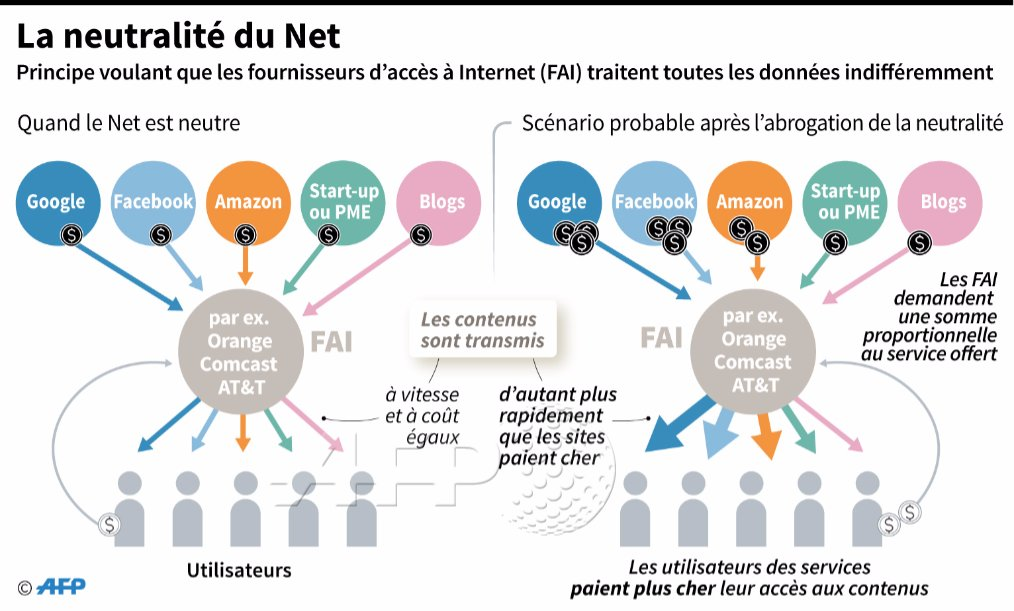 La neutralité du Net
Principe voulant que les fournisseurs d'accès à Internet (FAI) traitent toutes les données indifféremment
Quand le Net est neutre
Google
Facebook
Amazon
Start-up
ou PME
Blogs
$
$
$
$
$
par ex.
Orange
Comcast
AT&T
FAI
Les contenus
sont transmis
à vitesse
et à coût
égaux
$
Utilisateurs
Scénario probable après l'abrogation de la neutralité
Google
Facebook
Amazon
Start-up
ou PME
Blogs
$ $ $
$ $ $
$ $
$
$
Les FAI
demandent
une somme
proportionnelle
au service offert
FAI
par ex.
Orange
Comcast
AT&T
d'autant plus
rapidement
que les sites
paient cher
$ $
Les utilisateurs des services
paient plus cher leur accès aux contenus
AFP
© AFP